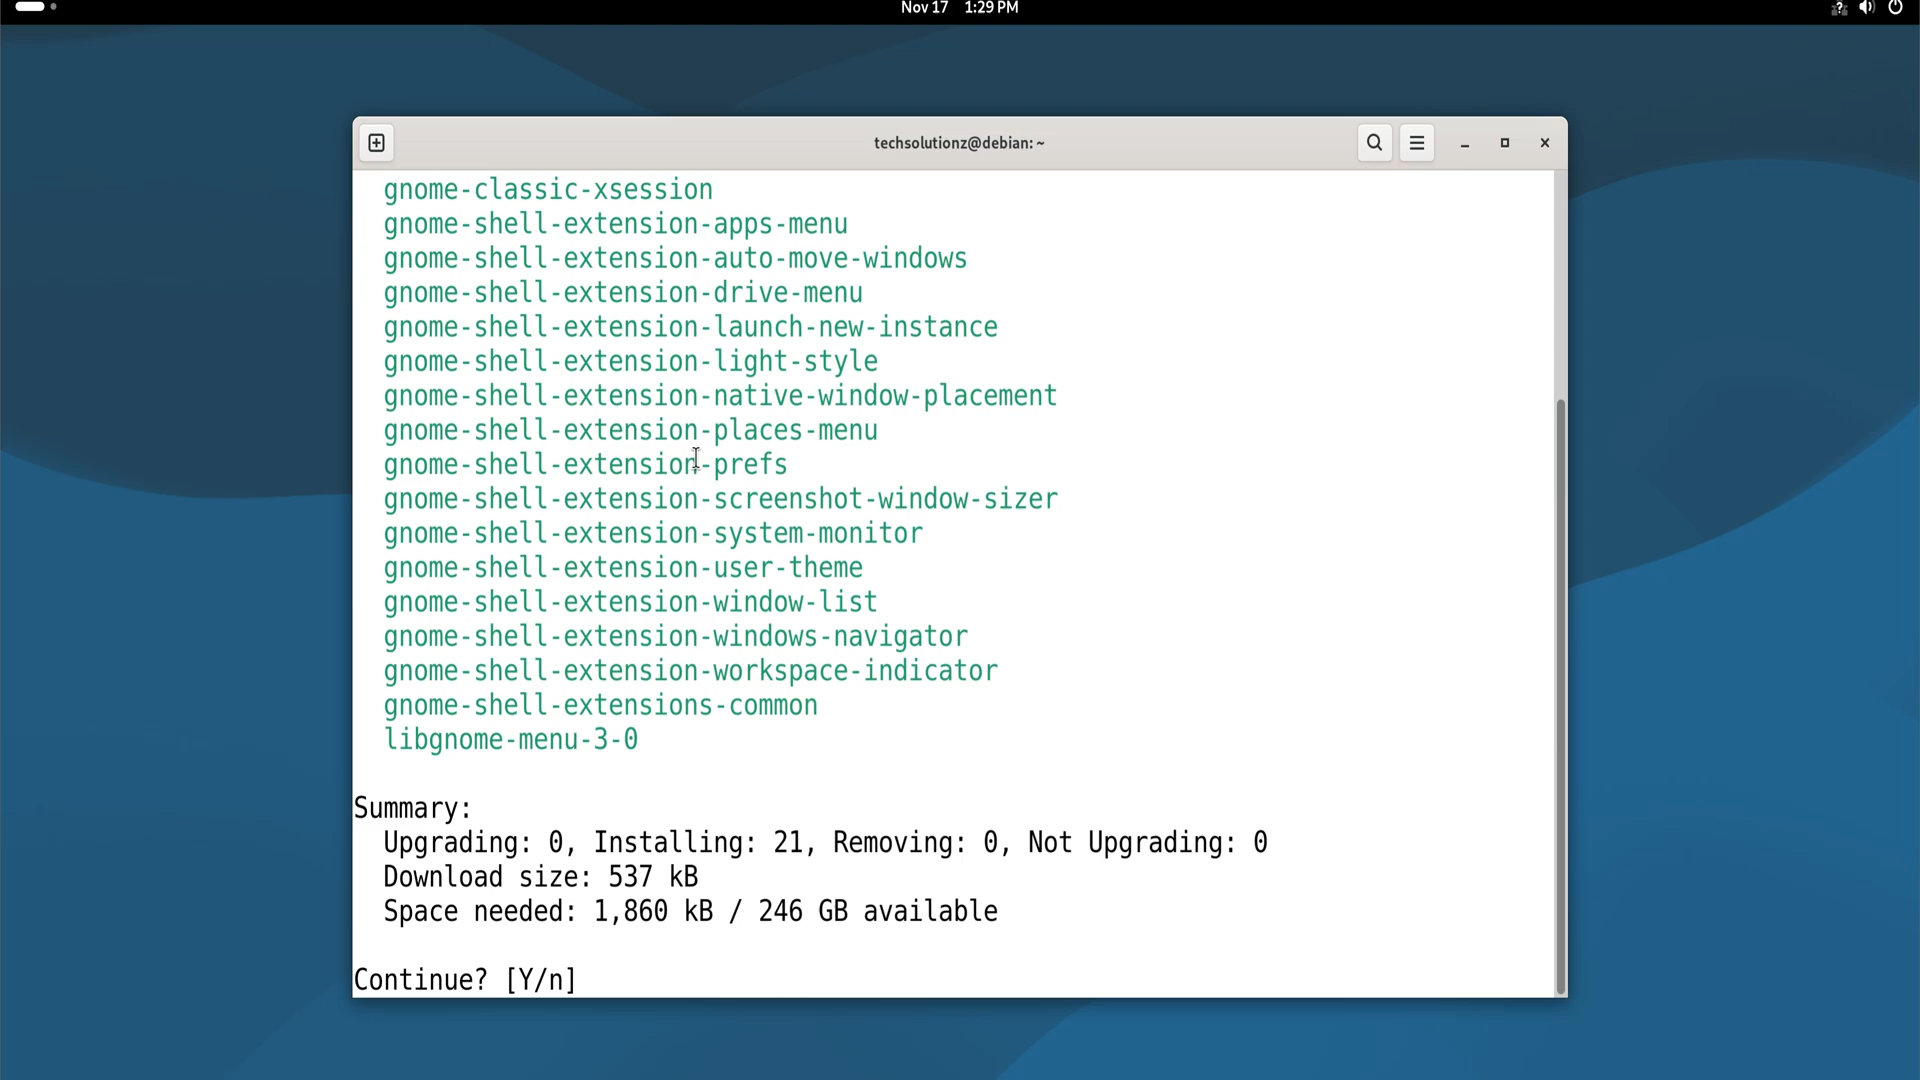 Nov 17 1:29 PM
techsolutionz@debian: ~
gnome-classic-xsession
gnome-shell-extension-apps-menu
gnome-shell-extension-auto-move-windows
gnome-shell-extension-drive-menu
gnome-shell-extension-launch-new-instance
gnome-shell-extension-light-style
gnome-shell-extension-native-window-placement
gnome-shell-extension-places-menu
gnome-shell-extension-prefs
gnome-shell-extension-screenshot-window-sizer
gnome-shell-extension-system-monitor
gnome-shell-extension-user-theme
gnome-shell-extension-window-list
gnome-shell-extension-windows-navigator
gnome-shell-extension-workspace-indicator
gnome-shell-extensions-common
libgnome-menu-3-0
Summary:
Upgrading: 0, Installing: 21, Removing: 0, Not Upgrading: 0
Download size: 537 kB
Space needed: 1,860 kB / 246 GB available
Continue? [Y/n]